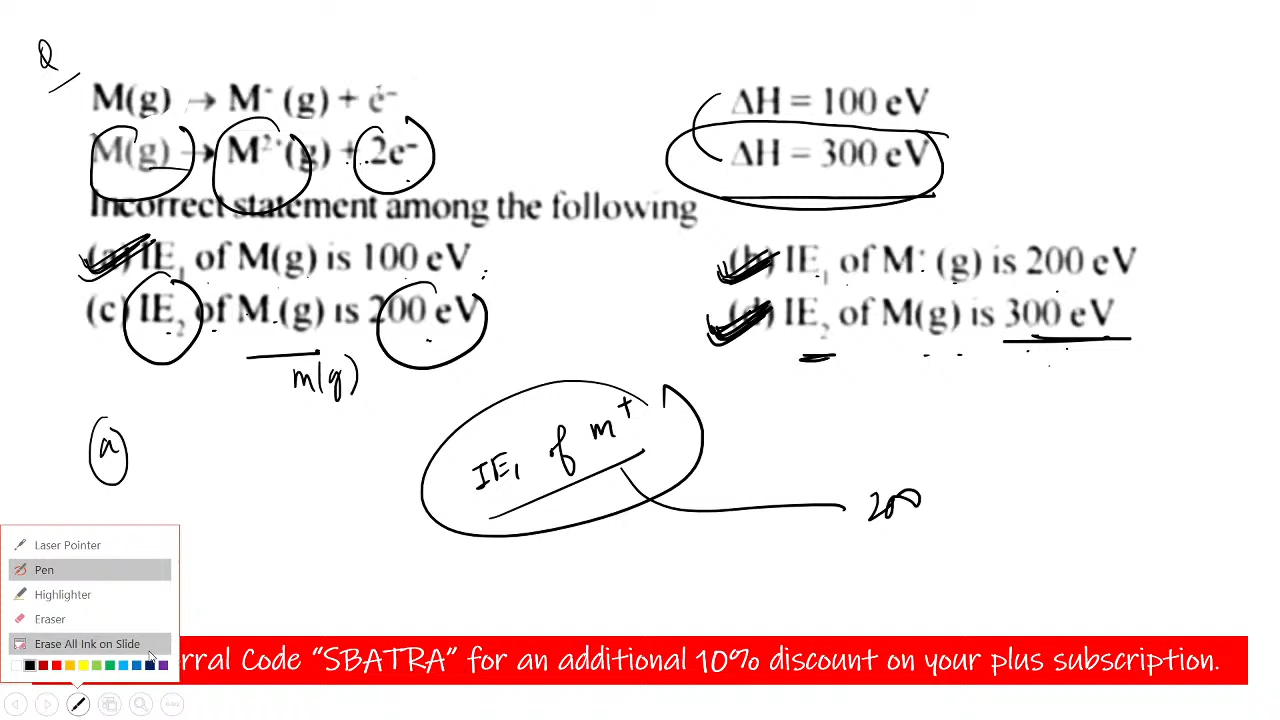 Q
M(g) → M⁺ (g) + e⁻ ΔH = 100 eV
M(g) → M²⁺(g) + 2e⁻ ΔH = 300 eV
Incorrect statement among the following
(a) IE₁ of M(g) is 100 eV (b) IE₁ of M⁺ (g) is 200 eV
(c) IE₂ of M (g) is 200 eV (d) IE₂ of M(g) is 300 eV
m(g)
a
IE₁ of m⁺
200
Laser Pointer
Pen
Highlighter
Eraser
Erase All Ink on Slide
rral Code “SBATRA” for an additional 10% discount on your plus subscription.